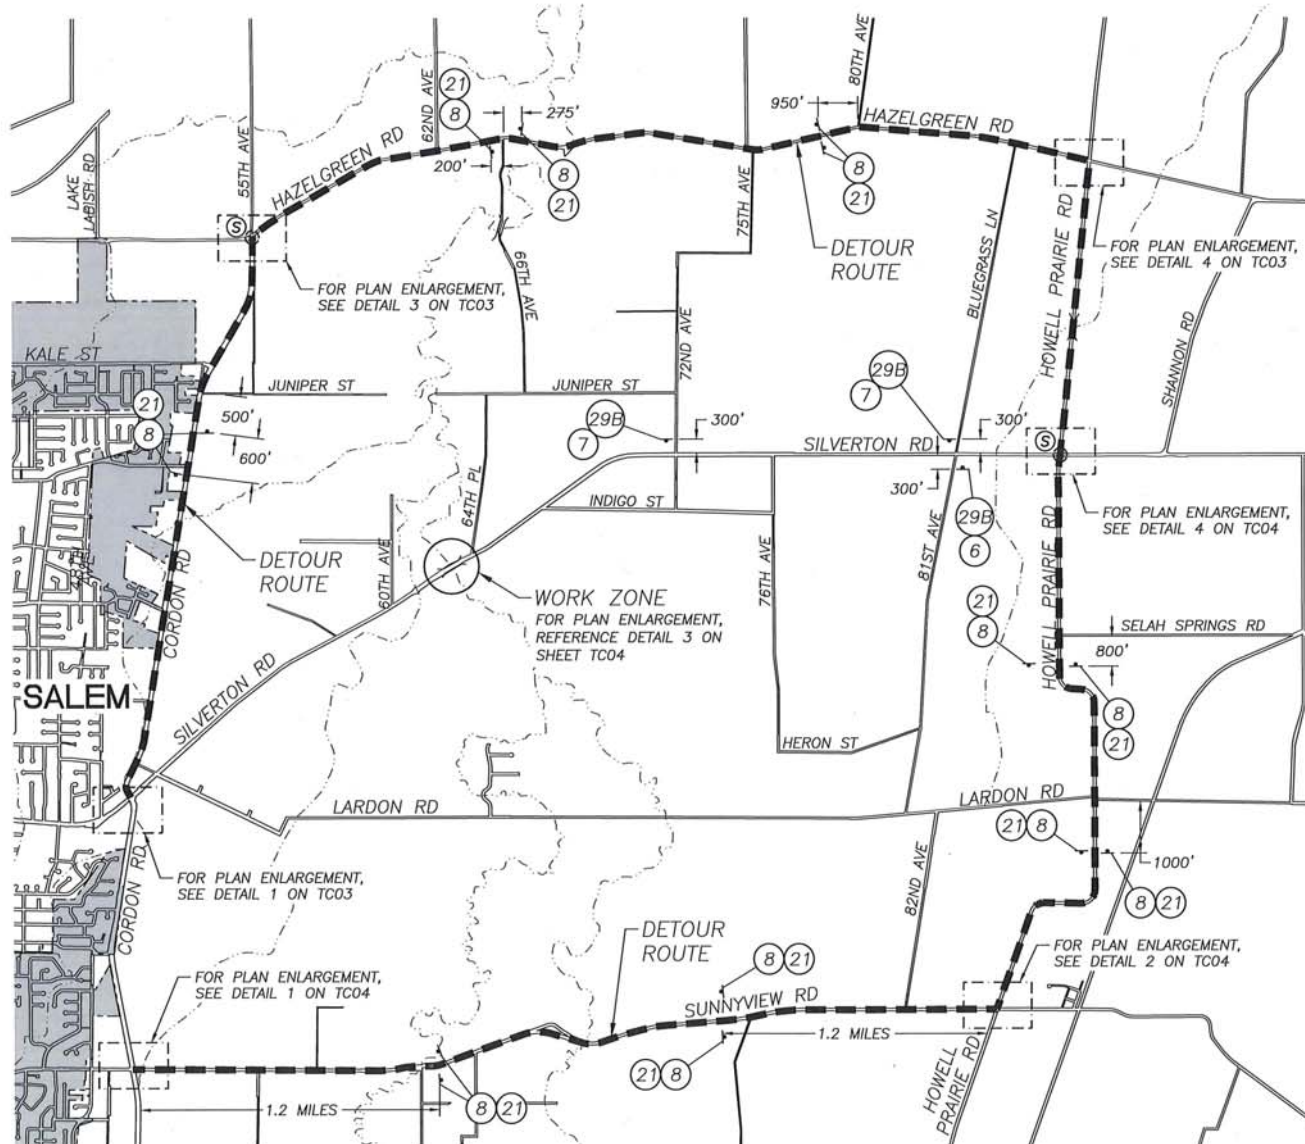 80TH AVE
21
62ND AVE
8
275'
950'
HAZELGREEN RD
LAKE
LABISH RD
55TH AVE
HAZELGREEN RD
200'
8
21
75TH AVE
8
21
S
DETOUR
ROUTE
BLUEGRASS LN
HOWELL PRAIRIE RD
FOR PLAN ENLARGEMENT,
SEE DETAIL 4 ON TC03
FOR PLAN ENLARGEMENT,
SEE DETAIL 3 ON TC03
66TH AVE
72ND AVE
SHANNON RD
KALE ST
JUNIPER ST
JUNIPER ST
29B
7
21
8
500'
600'
29B
7
300'
300'
SILVERTON RD
S
300'
INDIGO ST
64TH PL
29B
6
FOR PLAN ENLARGEMENT,
SEE DETAIL 4 ON TC04
60TH AVE
76TH AVE
81ST AVE
HOWELL PRAIRIE RD
DETOUR
ROUTE
CORDON RD
WORK ZONE
FOR PLAN ENLARGEMENT,
REFERENCE DETAIL 3 ON
SHEET TC04
21
8
SELAH SPRINGS RD
800'
SALEM
SILVERTON RD
8
21
HERON ST
LARDON RD
LARDON RD
21
8
1000'
FOR PLAN ENLARGEMENT,
SEE DETAIL 1 ON TC03
CORDON RD
82ND AVE
8
21
DETOUR
ROUTE
FOR PLAN ENLARGEMENT,
SEE DETAIL 2 ON TC04
8
21
FOR PLAN ENLARGEMENT,
SEE DETAIL 1 ON TC04
SUNNYVIEW RD
1.2 MILES
21
8
HOWELL
PRAIRIE RD
1.2 MILES
8
21